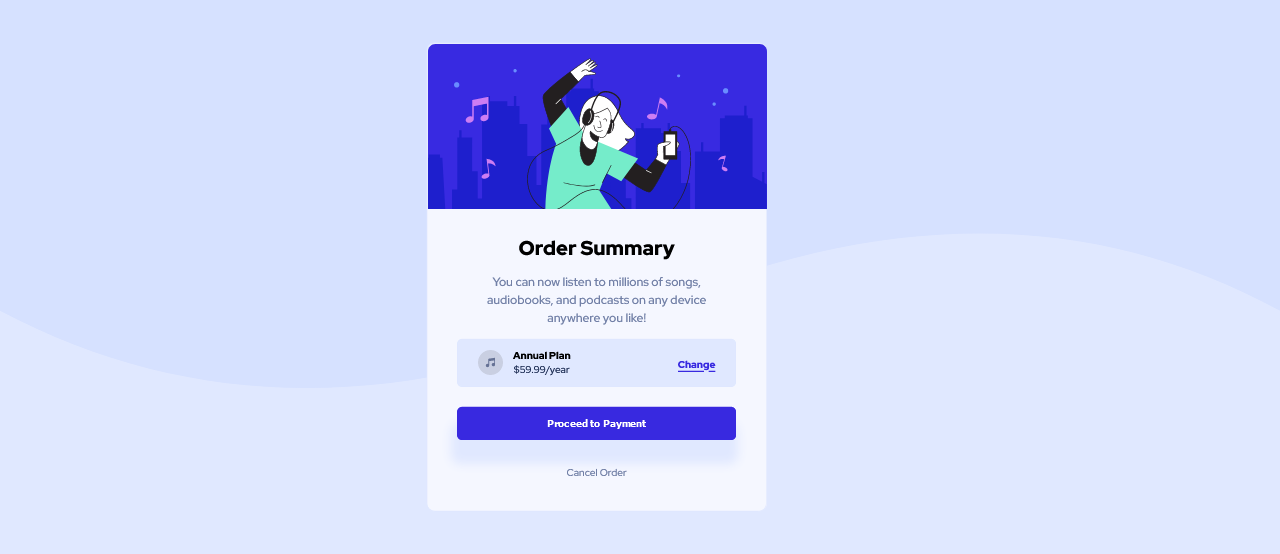 Order Summary
You can now listen to millions of songs,
audiobooks, and podcasts on any device
anywhere you like!
Annual Plan
$59.99/year
Change
Proceed to Payment
Cancel Order